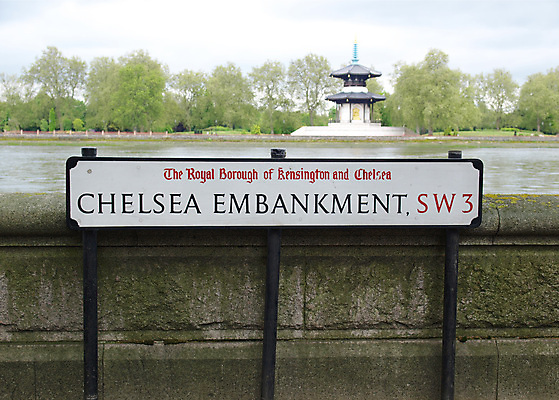 The Royal Borough of Kensington and Chelsea
CHELSEA EMBANKMENT, SW3